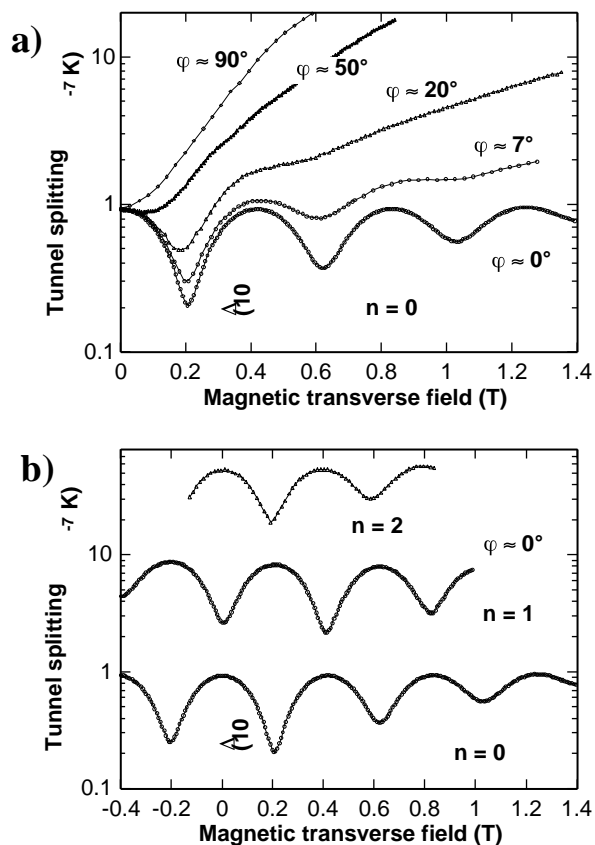 a)
10
1
0.1
Tunnel splitting Δ (10 -7 K)
φ ≈ 90°
φ ≈ 50°
φ ≈ 20°
φ ≈ 7°
φ ≈ 0°
n = 0
0 0.2 0.4 0.6 0.8 1 1.2 1.4
Magnetic transverse field (T)
b)
100
10
1
0.1
Tunnel splitting Δ (10 -7 K)
n = 2
φ ≈ 0°
n = 1
n = 0
-0.4 -0.2 0 0.2 0.4 0.6 0.8 1 1.2 1.4
Magnetic transverse field (T)